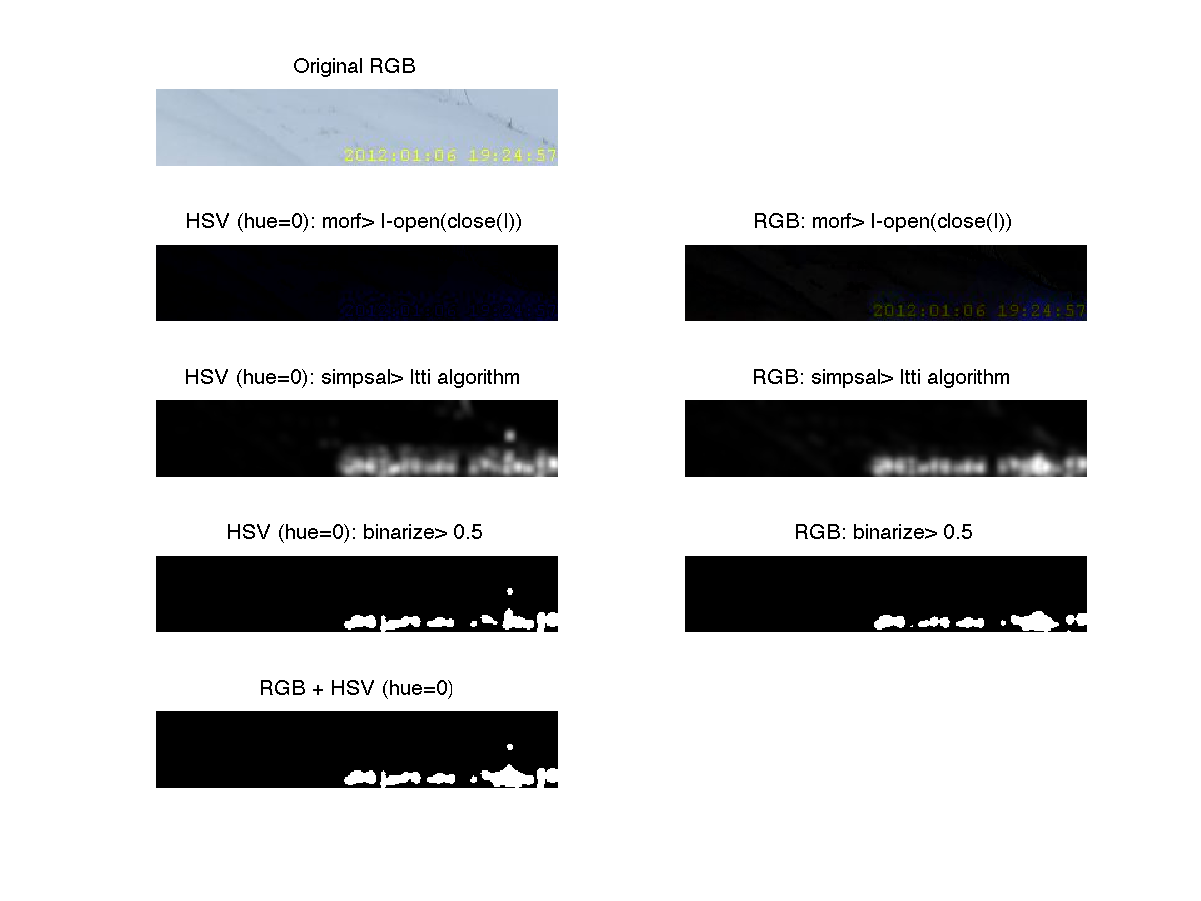 Original RGB
2012:01:06 19:24:57
HSV (hue=0): morf> I-open(close(I))
RGB: morf> I-open(close(I))
2012:01:06 19:24:57
HSV (hue=0): simpsal> Itti algorithm
RGB: simpsal> Itti algorithm
HSV (hue=0): binarize> 0.5
RGB: binarize> 0.5
RGB + HSV (hue=0)